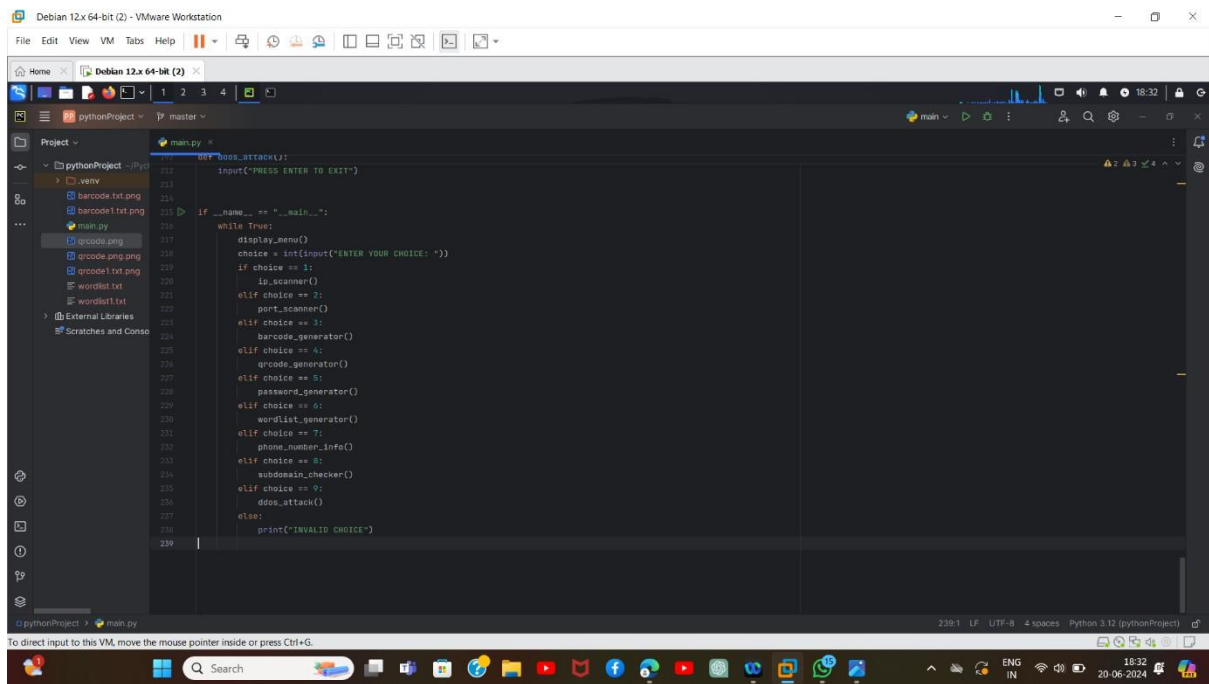 Debian 12.x 64-bit (2) - VMware Workstation
File Edit View VM Tabs Help
Home
Debian 12.x 64-bit (2)
1 2 3 4
18:32
PP pythonProject
master
main
Project
main.py
pythonProject
.venv
barcode.txt.png
barcode1.txt.png
main.py
qrcode.png
qrcode.png.png
qrcode1.txt.png
wordlist.txt
wordlist1.txt
External Libraries
Scratches and Conso
2 3 4
def ddos_attack():
212 input("PRESS ENTER TO EXIT")
213
214
215 if __name__ == "__main__":
216 while True:
217 display_menu()
218 choice = int(input("ENTER YOUR CHOICE: "))
219 if choice == 1:
220 ip_scanner()
221 elif choice == 2:
222 port_scanner()
223 elif choice == 3:
224 barcode_generator()
225 elif choice == 4:
226 qrcode_generator()
227 elif choice == 5:
228 password_generator()
229 elif choice == 6:
230 wordlist_generator()
231 elif choice == 7:
232 phone_number_info()
233 elif choice == 8:
234 subdomain_checker()
235 elif choice == 9:
236 ddos_attack()
237 else:
238 print("INVALID CHOICE")
239
pythonProject > main.py
239:1 LF UTF-8 4 spaces Python 3.12 (pythonProject)
To direct input to this VM, move the mouse pointer inside or press Ctrl+G.
Search
ENG
IN
18:32
20-06-2024